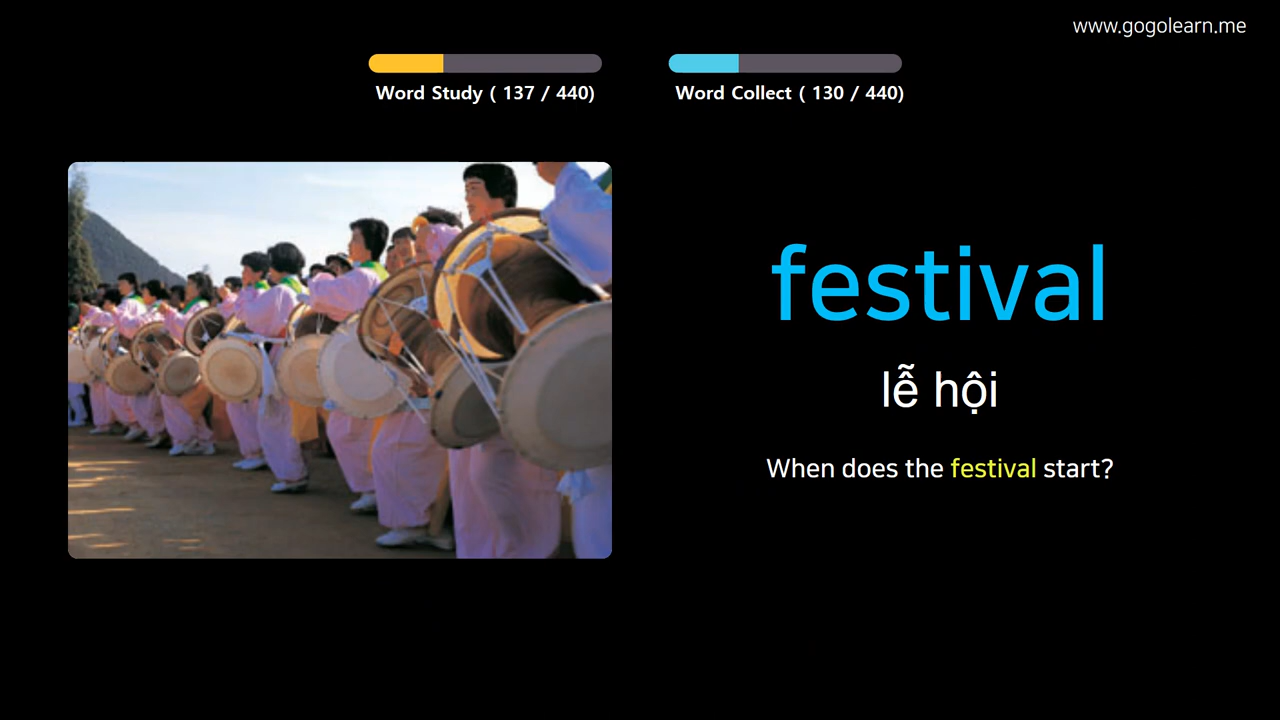 www.gogolearn.me
Word Study ( 137 / 440)
Word Collect ( 130 / 440)
festival
lễ hội
When does the festival start?